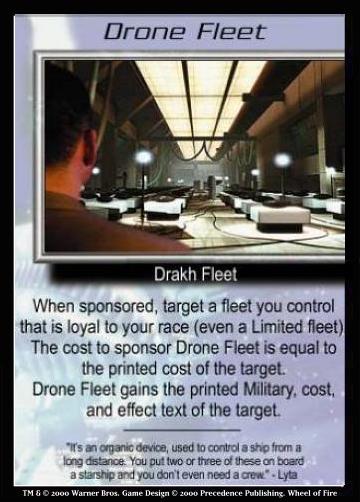 Drone Fleet
Drakh Fleet
When sponsored, target a fleet you control
that is loyal to your race (even a Limited fleet).
The cost to sponsor Drone Fleet is equal to
the printed cost of the target.
Drone Fleet gains the printed Military, cost,
and effect text of the target.
"It's an organic device, used to control a ship from a
long distance. You put two or three of these on board
a starship and you don't even need a crew." - Lyta
TM & © 2000 Warner Bros. Game Design © 2000 Precedence Publishing. Wheel of Fire